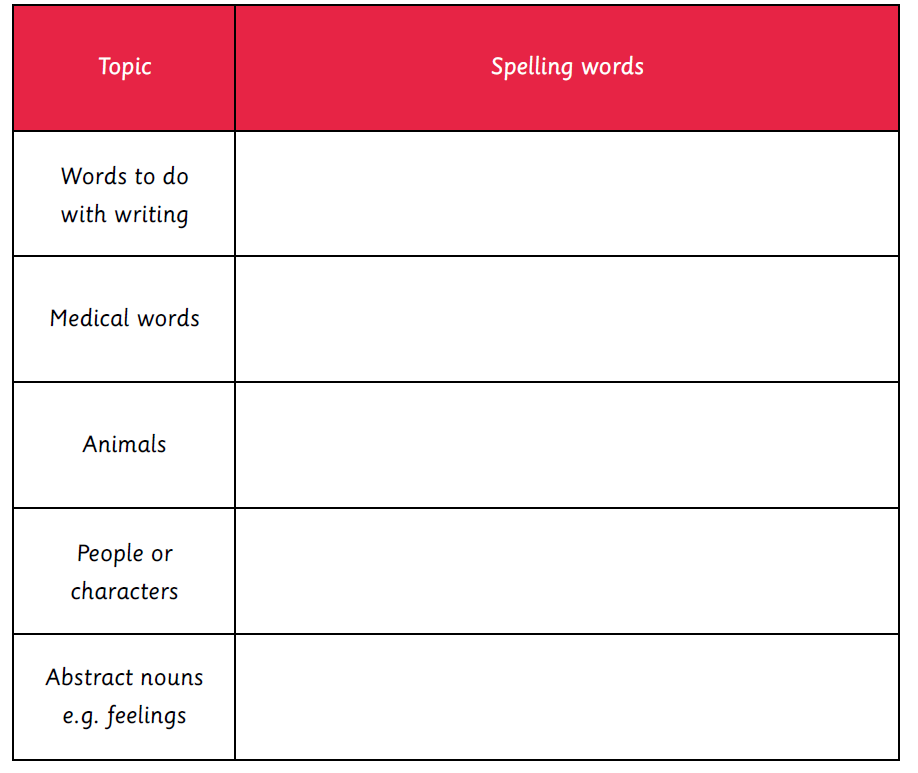 Topic
Spelling words
Words to do
with writing
Medical words
Animals
People or
characters
Abstract nouns
e.g. feelings